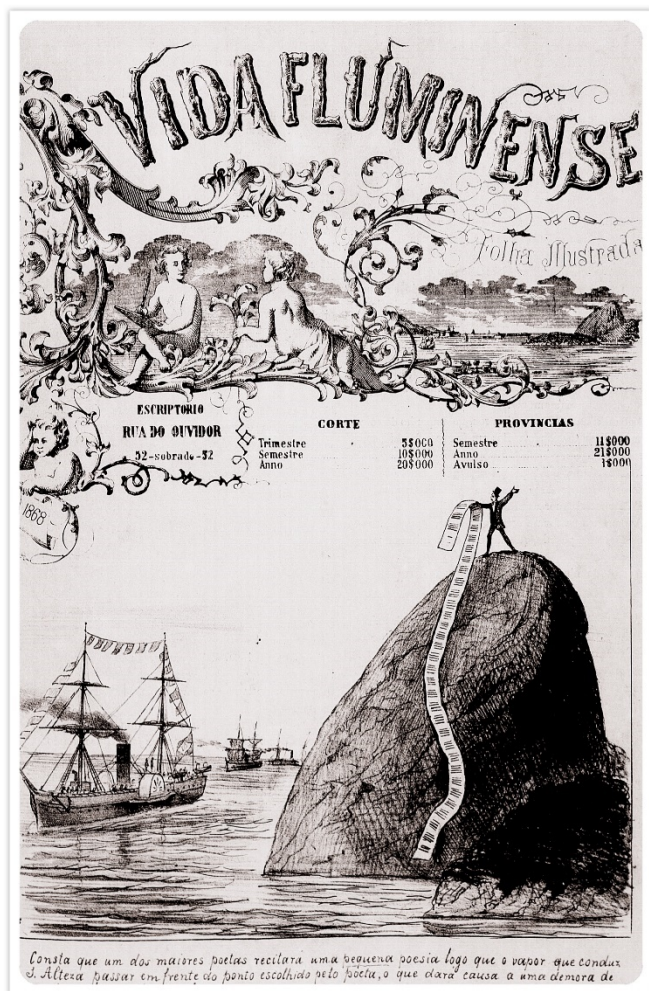 VIDA FLUMINENSE
Folha Illustrada
ESCRIPTORIO
RUA DO OUVIDOR
52-sobrado-52
CORTE
Trimestre 5$000
Semestre 10$000
Anno 20$000
PROVINCIAS
Semestre 11$000
Anno 21$000
Avulso 1$000
1868
Consta que um dos maiores poetas recitara uma pequena poesia logo que o vapor que conduz
S. Alteza passar em frente do ponto escolhido pelo poeta, o que dará causa a uma demora de